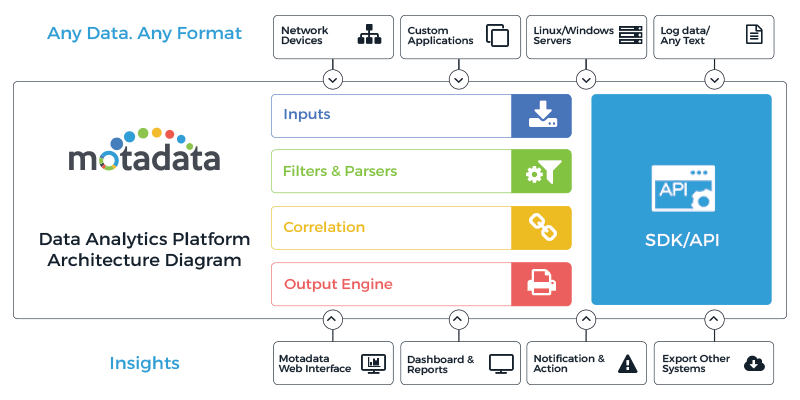 Any Data. Any Format
Network
Devices
Custom
Applications
Linux/Windows
Servers
Log data/
Any Text
motadata
Data Analytics Platform
Architecture Diagram
Inputs
Filters & Parsers
Correlation
Output Engine
API
SDK/API
Insights
Motadata
Web Interface
Dashboard &
Reports
Notification &
Action
Export Other
Systems